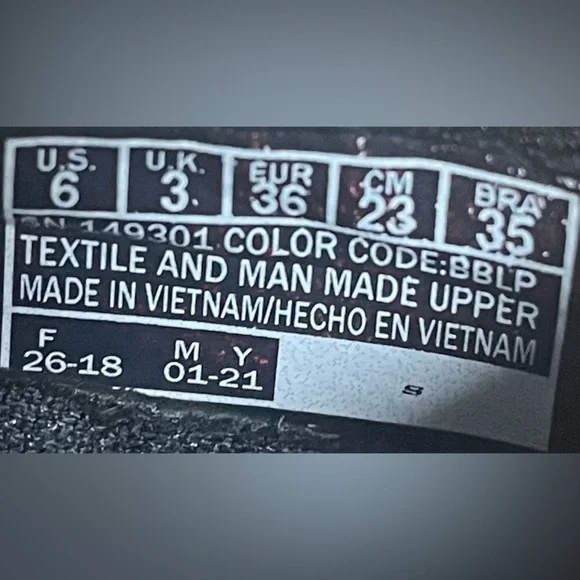 U.S. U.K. EUR CM BRA
6 3 36 23 35
SN 149301 COLOR CODE:BBLP
TEXTILE AND MAN MADE UPPER
MADE IN VIETNAM/HECHO EN VIETNAM
F M Y
26-18 01-21
S